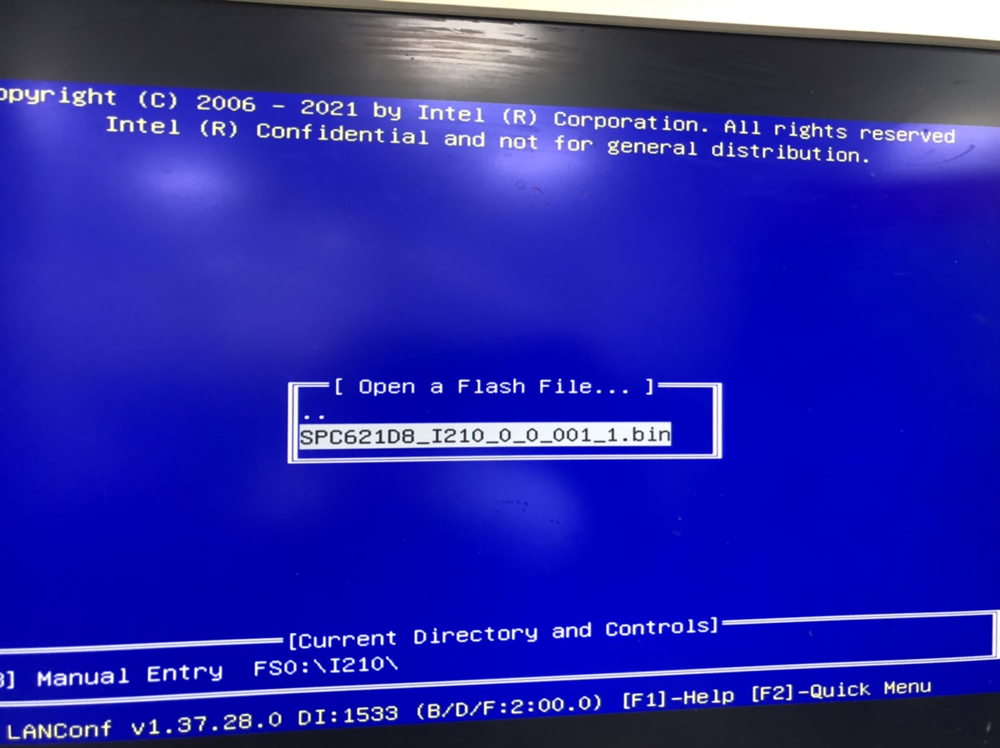 opyright (C) 2006 - 2021 by Intel (R) Corporation. All rights reserved
Intel (R) Confidential and not for general distribution.
[ Open a Flash File... ]
..
SPC621D8_I210_0_0_001_1.bin
[Current Directory and Controls]
3] Manual Entry FS0:\I210\
LANConf v1.37.28.0 DI:1533 (B/D/F:2:00.0) [F1]-Help [F2]-Quick Menu